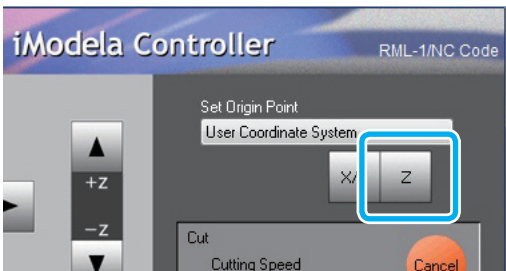 iModela Controller
RML-1/NC Code
Set Origin Point
User Coordinate System
+Z
X/
Z
-Z
Cut
Cutting Speed
Cancel